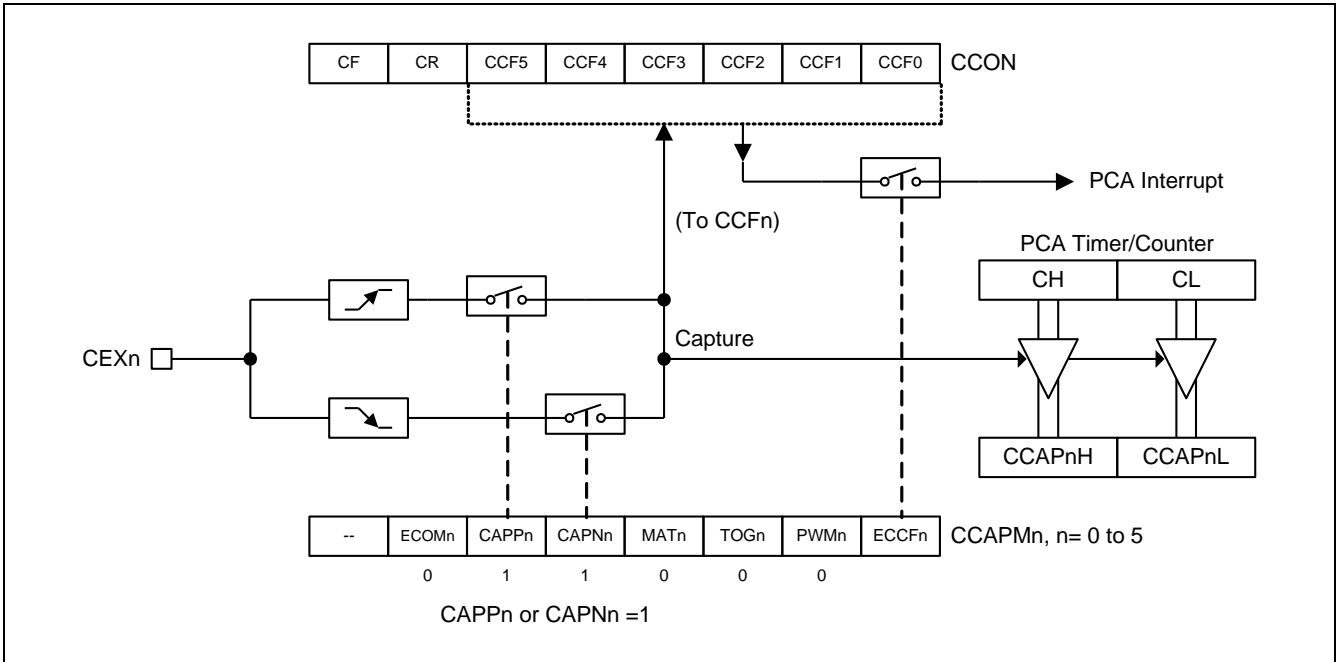 CF CR CCF5 CCF4 CCF3 CCF2 CCF1 CCF0 CCON
PCA Interrupt
(To CCFn)
PCA Timer/Counter
CH CL
Capture
CEXn
CCAPnH CCAPnL
-- ECOMn CAPPn CAPNn MATn TOGn PWMn ECCFn CCAPMn, n= 0 to 5
0 1 1 0 0 0
CAPPn or CAPNn =1